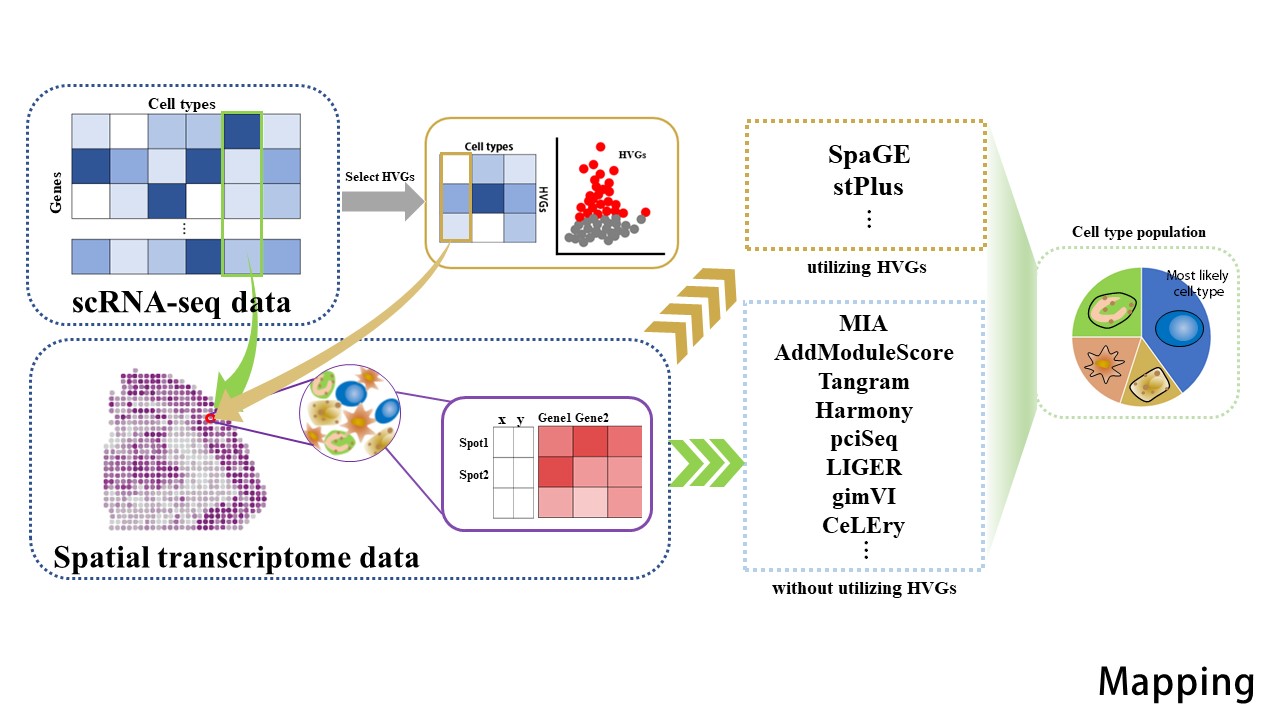 Cell types
Genes
⋮
scRNA-seq data
Select HVGs
Cell types
HVGs
HVGs
Spatial transcriptome data
x y Gene1 Gene2
Spot1
Spot2
SpaGE
stPlus
⋮
utilizing HVGs
MIA
AddModuleScore
Tangram
Harmony
pciSeq
LIGER
gimVI
CeLEry
⋮
without utilizing HVGs
Cell type population
Most likely
cell-type
Mapping